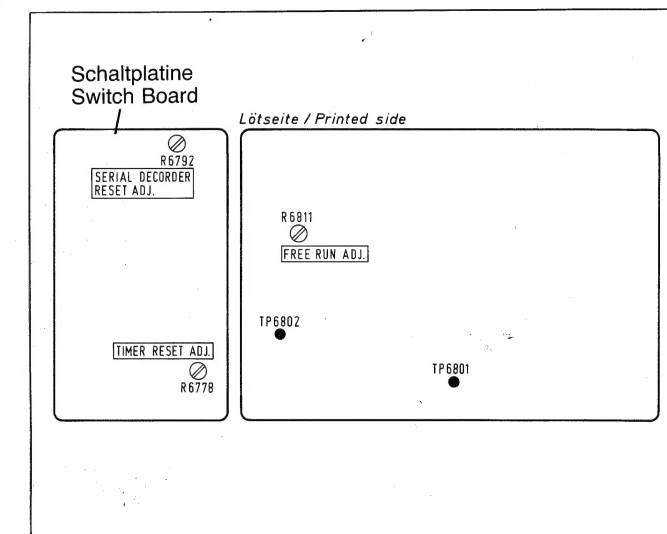 Schaltplatine
Switch Board
Lötseite / Printed side
R6792
SERIAL DECORDER
RESET ADJ.
R6811
FREE RUN ADJ.
TP6802
TP6801
TIMER RESET ADJ.
R6778